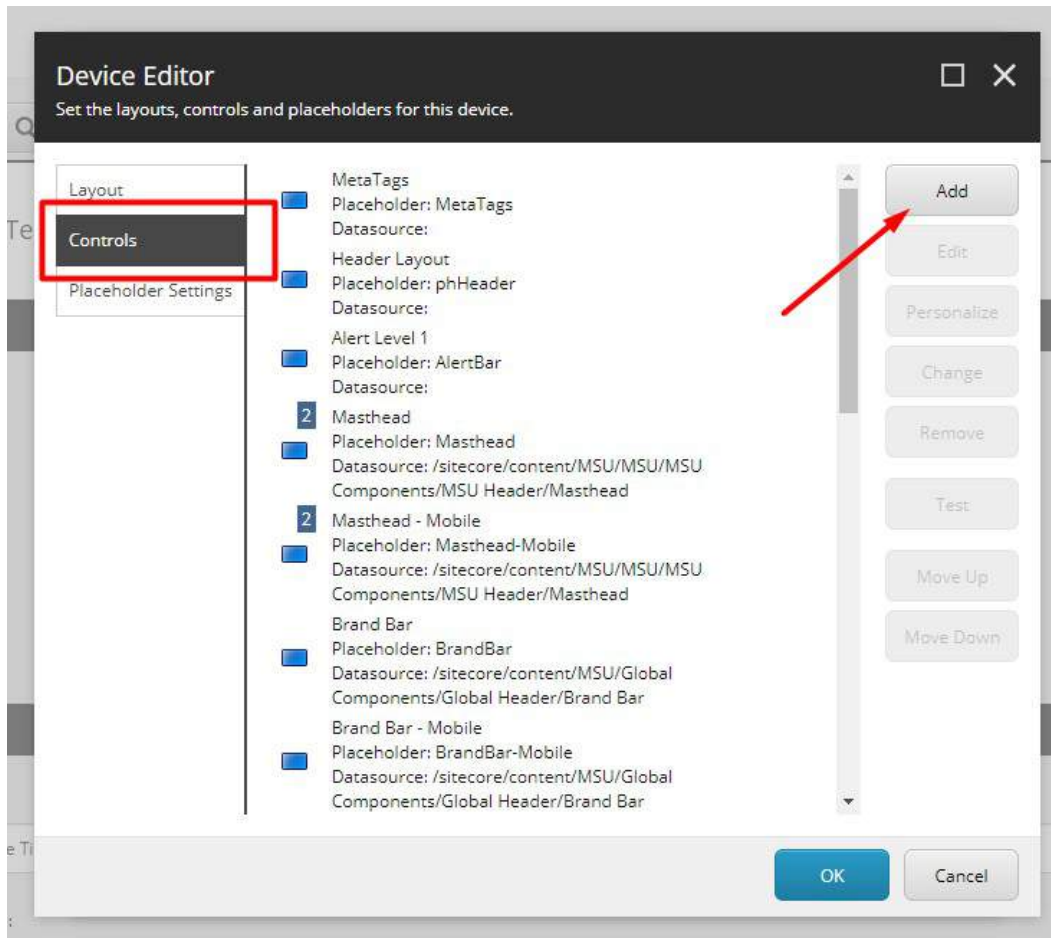 Device Editor
Set the layouts, controls and placeholders for this device.
Te
Layout
Controls
Placeholder Settings
MetaTags
Placeholder: MetaTags
Datasource:
Header Layout
Placeholder: phHeader
Datasource:
Alert Level 1
Placeholder: AlertBar
Datasource:
2 Masthead
Placeholder: Masthead
Datasource: /sitecore/content/MSU/MSU/MSU
Components/MSU Header/Masthead
2 Masthead - Mobile
Placeholder: Masthead-Mobile
Datasource: /sitecore/content/MSU/MSU/MSU
Components/MSU Header/Masthead
Brand Bar
Placeholder: BrandBar
Datasource: /sitecore/content/MSU/Global
Components/Global Header/Brand Bar
Brand Bar - Mobile
Placeholder: BrandBar-Mobile
Datasource: /sitecore/content/MSU/Global
Components/Global Header/Brand Bar
Add
Edit
Personalize
Change
Remove
Test
Move Up
Move Down
e Ti
OK
Cancel